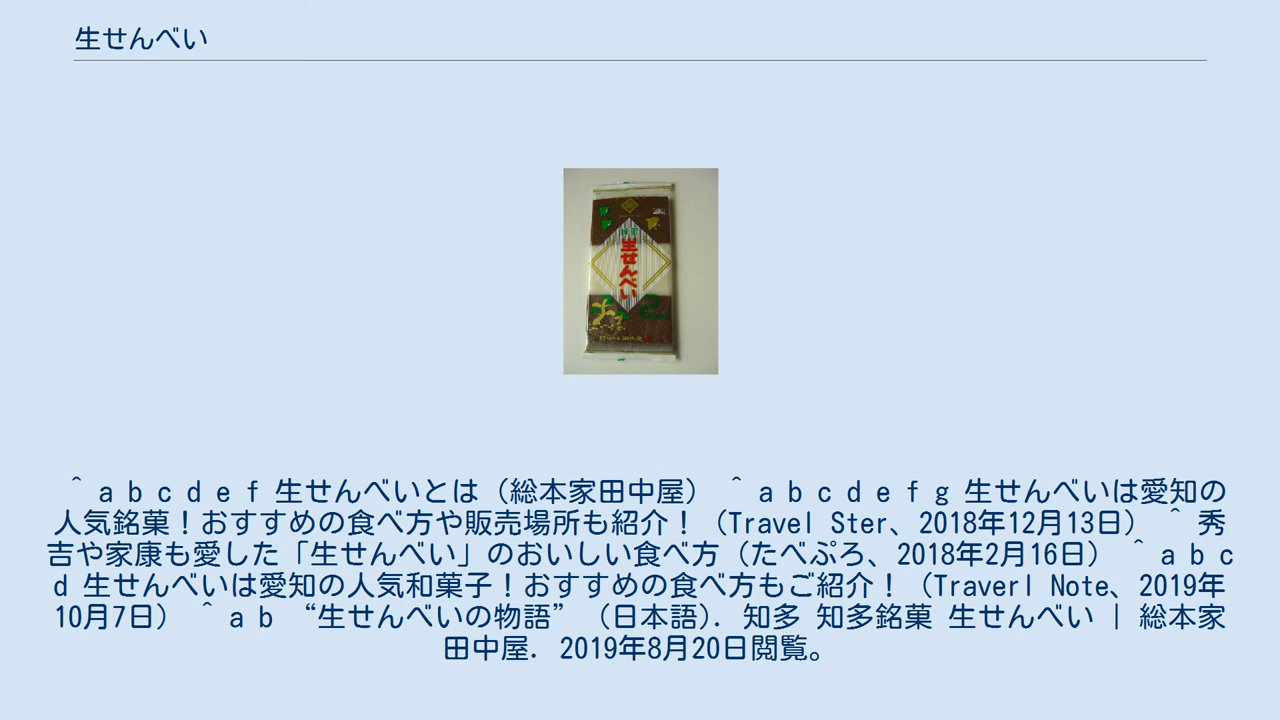 生せんべい
生せんべい
^ a b c d e f 生せんべいとは（総本家田中屋） ^ a b c d e f g 生せんべいは愛知の
人気銘菓！おすすめの食べ方や販売場所も紹介！（Travel Ster、2018年12月13日） ^ 秀
吉や家康も愛した「生せんべい」のおいしい食べ方（たべぷろ、2018年2月16日） ^ a b c
d 生せんべいは愛知の人気和菓子！おすすめの食べ方もご紹介！（Traverl Note、2019年
10月7日） ^ a b “生せんべいの物語” （日本語）. 知多 知多銘菓 生せんべい | 総本家
田中屋. 2019年8月20日閲覧。